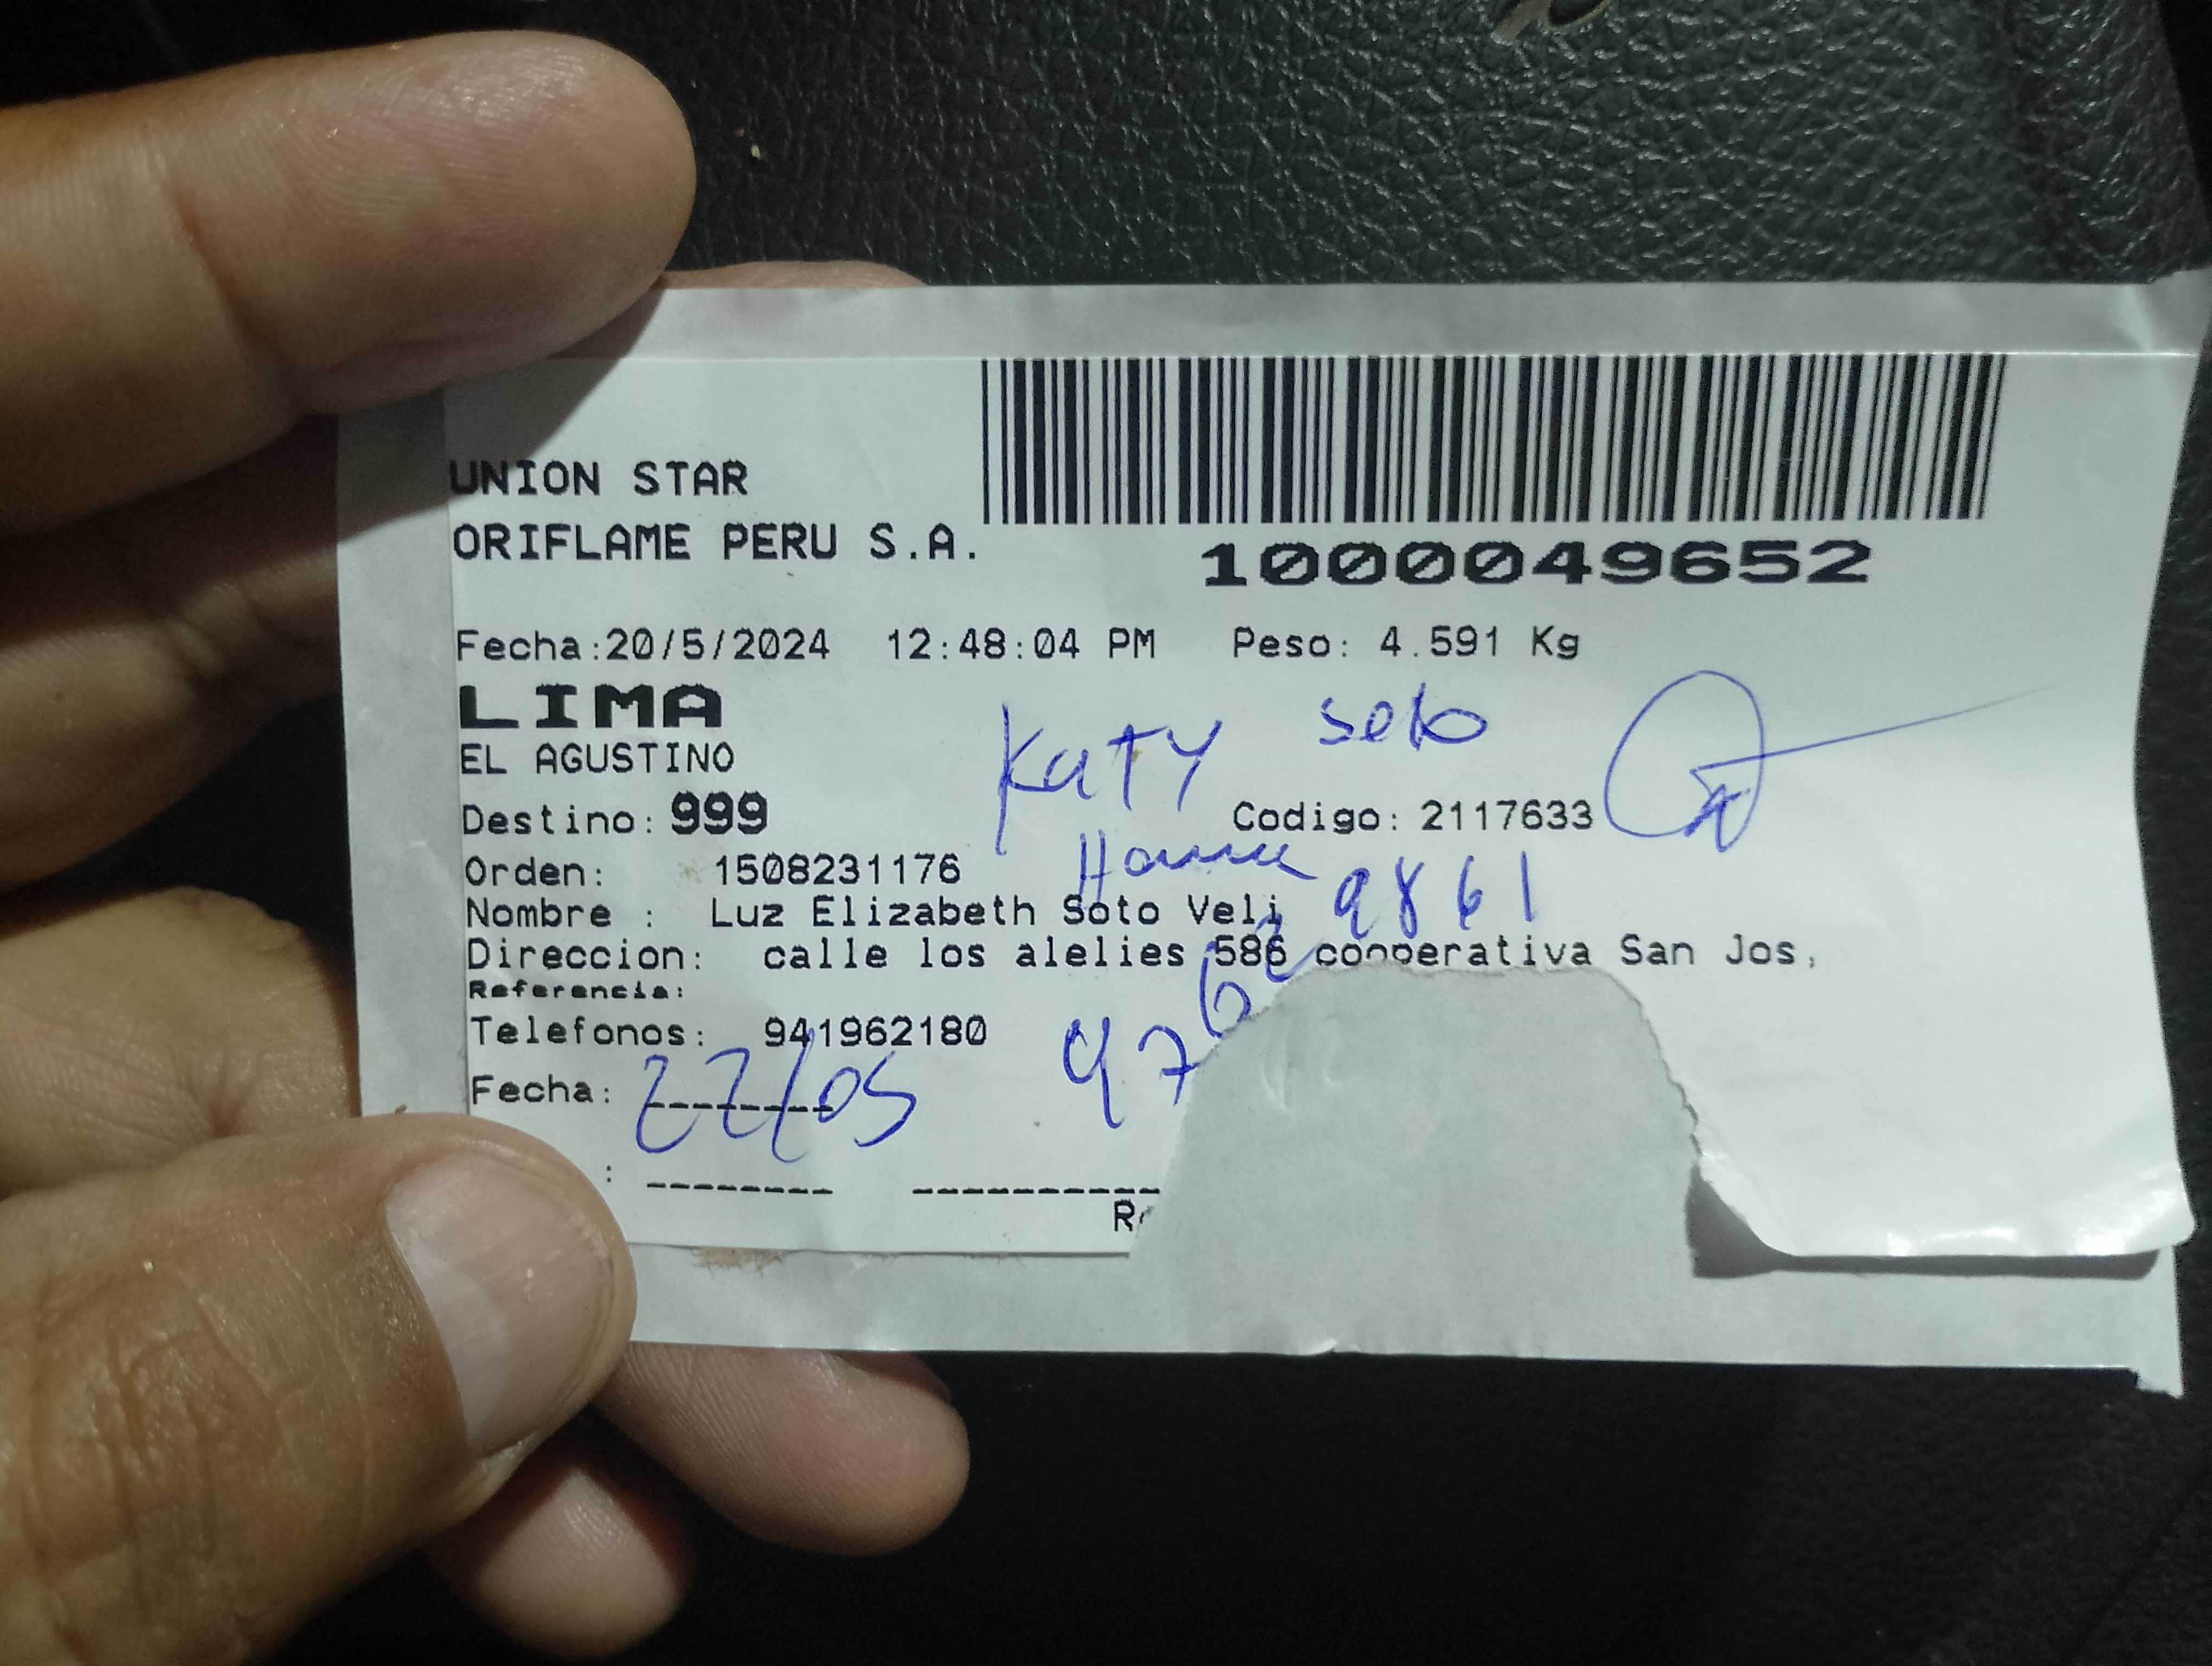 UNION STAR
ORIFLAME PERU S.A.
1000049652
Fecha:20/5/2024 12:48:04 PM Peso: 4.591 Kg
LIMA
Katy Soto
EL AGUSTINO
Destino: 999 Codigo: 2117633
Orden: 1508231176
9861
Nombre : Luz Elizabeth Soto Veli
Direccion: calle los alelies 586 cooperativa San Jos,
Referencia:
Telefonos: 941962180
Fecha: 22/05